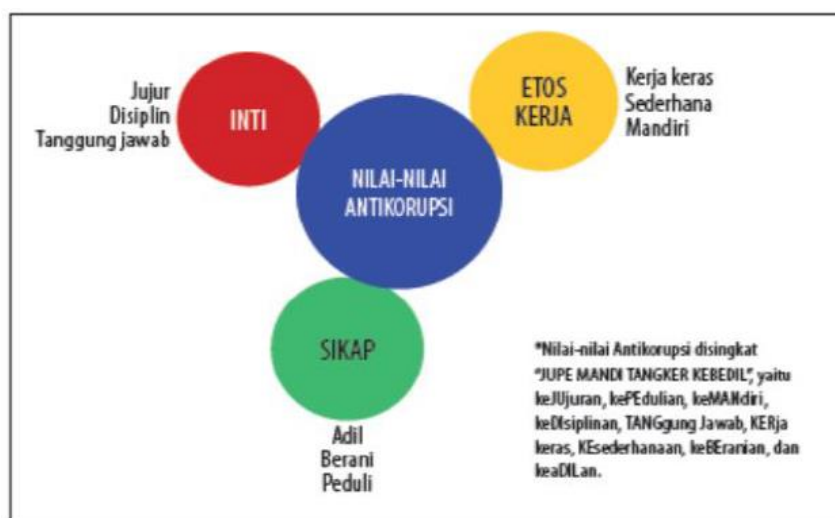 Jujur
Disiplin
Tanggung jawab
INTI
ETOS
KERJA
Kerja keras
Sederhana
Mandiri
NILAI-NILAI
ANTIKORUPSI
SIKAP
Adil
Berani
Peduli
*Nilai-nilai Antikorupsi disingkat
"JUPE MANDI TANGKER KEBEDIL", yaitu
keJUjuran, kePEdulian, keMANdiri,
keDIsiplinan, TANGgung Jawab, KERja
keras, KEsederhanaan, keBEranian, dan
keaDILan.